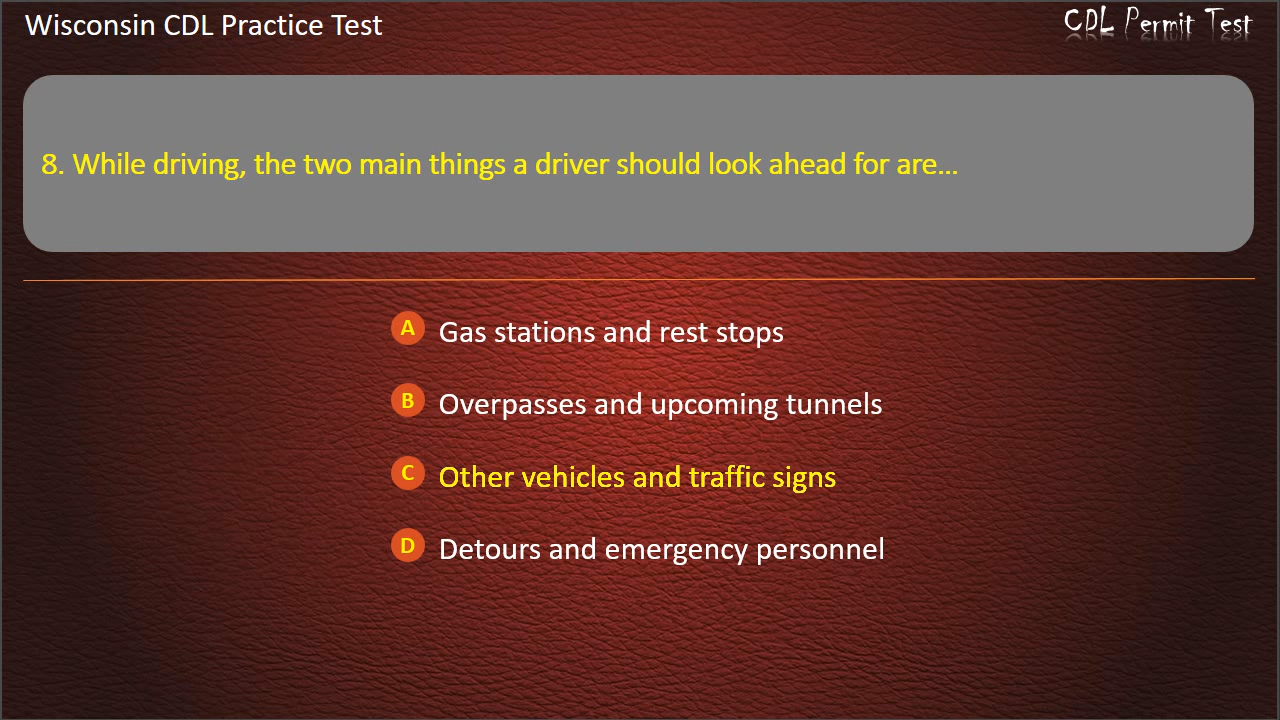 Wisconsin CDL Practice Test
CDL Permit Test
8. While driving, the two main things a driver should look ahead for are…
A Gas stations and rest stops
B Overpasses and upcoming tunnels
C Other vehicles and traffic signs
D Detours and emergency personnel